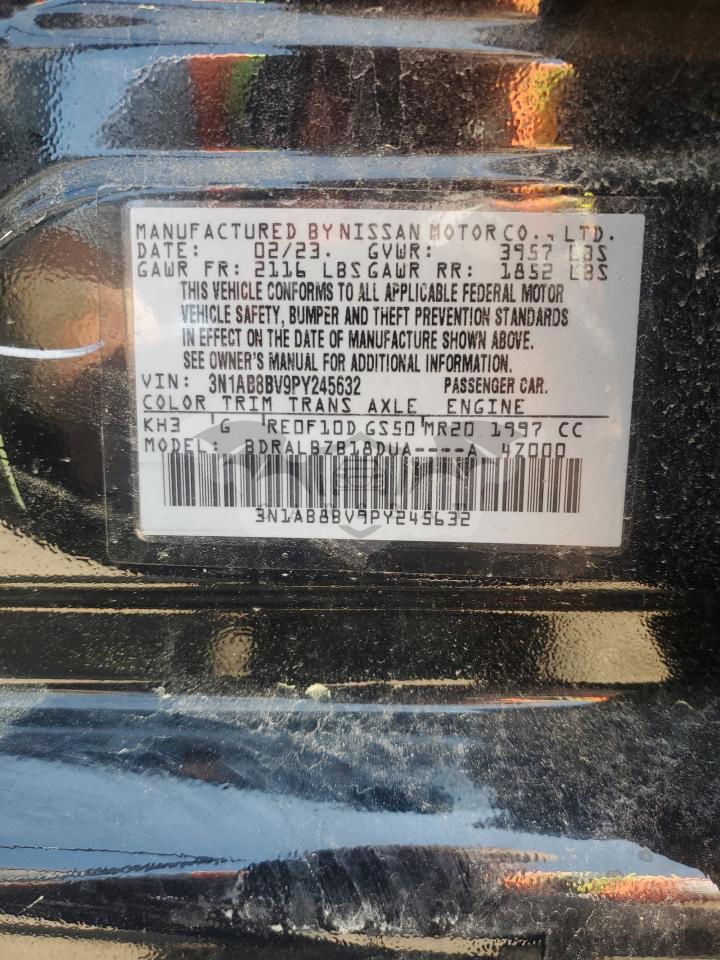 MANUFACTURED BY NISSAN MOTOR CO., LTD.
DATE: 02/23. GVWR: 3957 LBS
GAWR FR: 2116 LBS GAWR RR: 1852 LBS
THIS VEHICLE CONFORMS TO ALL APPLICABLE FEDERAL MOTOR
VEHICLE SAFETY, BUMPER AND THEFT PREVENTION STANDARDS
IN EFFECT ON THE DATE OF MANUFACTURE SHOWN ABOVE.
SEE OWNER'S MANUAL FOR ADDITIONAL INFORMATION.
VIN: 3N1AB8BV9PY245632 PASSENGER CAR.
COLOR TRIM TRANS AXLE ENGINE
KH3 G RE0F10D GS50 MR20 1997 CC
MODEL: BDRALBZB18DUA----A 4Z000
3N1AB8BV9PY245632